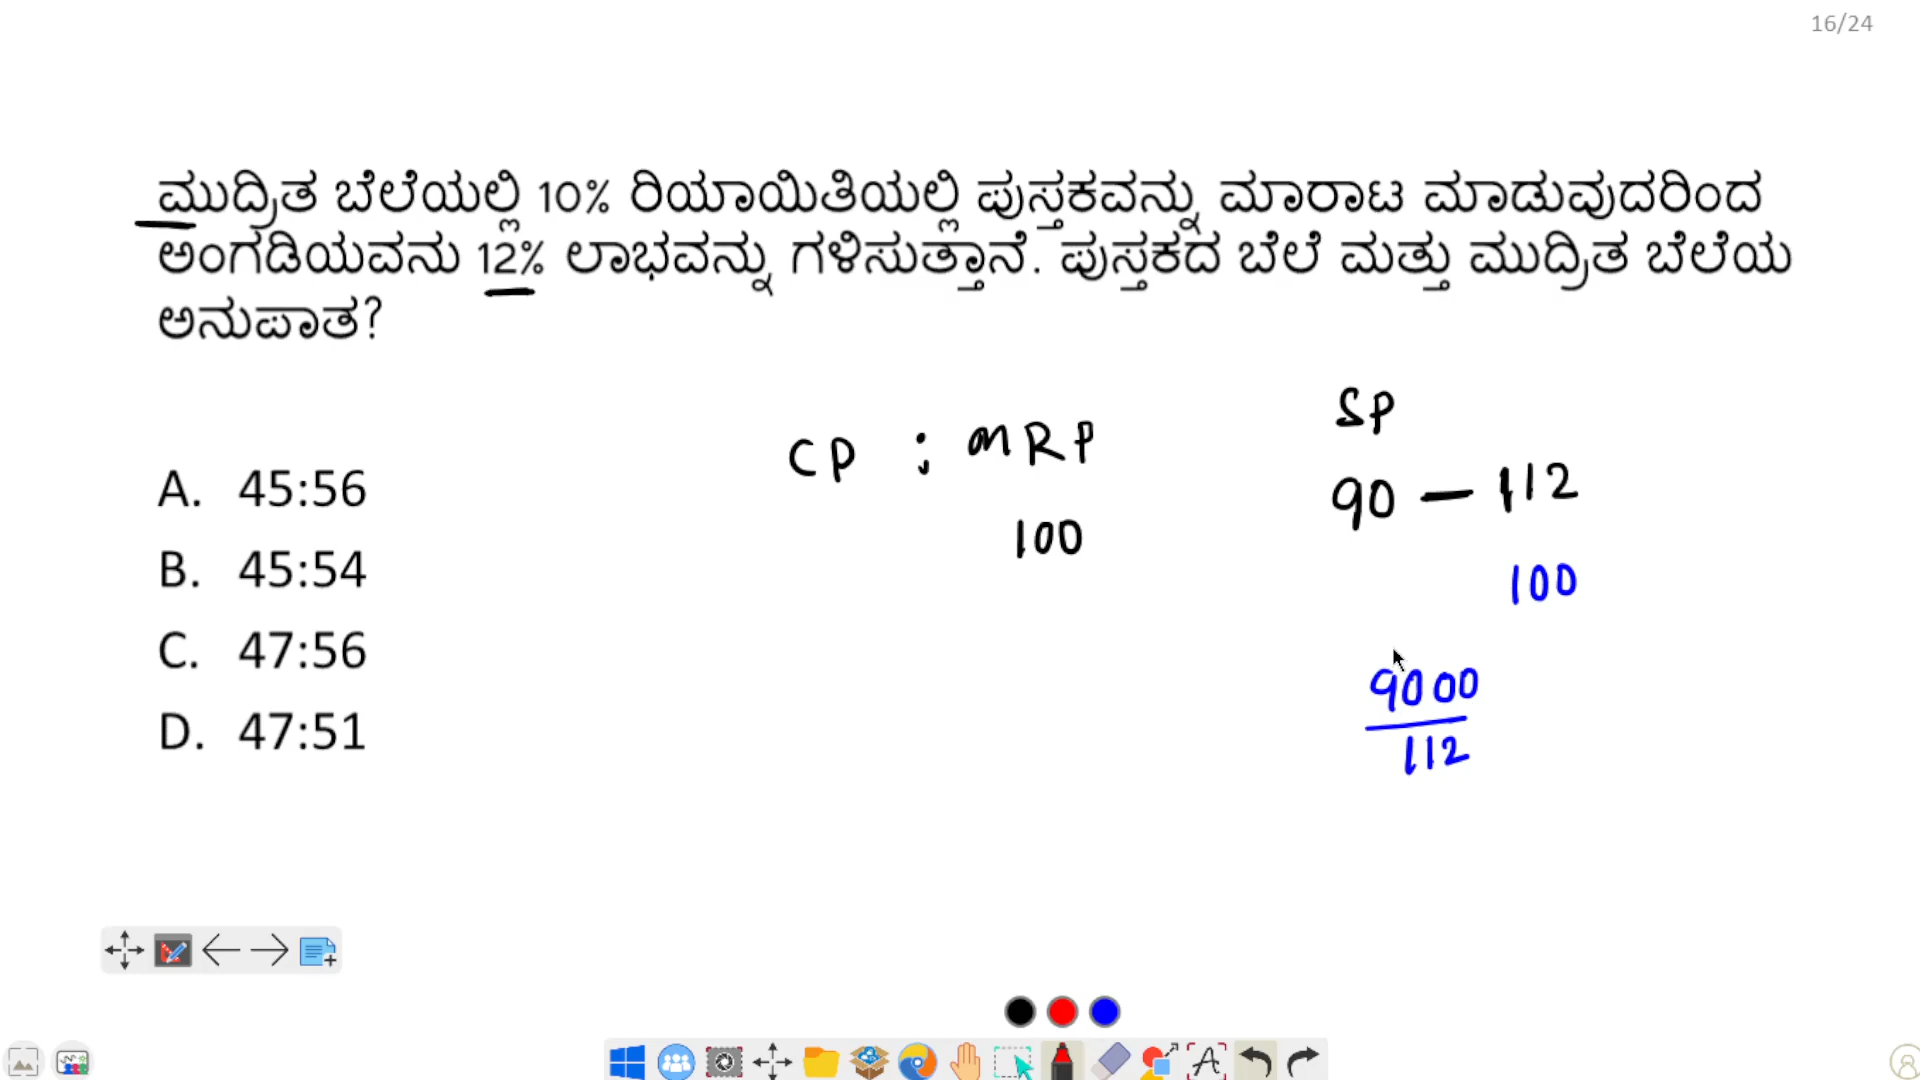 16/24
ಮುದ್ರಿತ ಬೆಲೆಯಲ್ಲಿ 10% ರಿಯಾಯಿತಿಯಲ್ಲಿ ಪುಸ್ತಕವನ್ನು ಮಾರಾಟ ಮಾಡುವುದರಿಂದ
ಅಂಗಡಿಯವನು 12% ಲಾಭವನ್ನು ಗಳಿಸುತ್ತಾನೆ. ಪುಸ್ತಕದ ಬೆಲೆ ಮತ್ತು ಮುದ್ರಿತ ಬೆಲೆಯ
ಅನುಪಾತ?
A. 45:56
B. 45:54
C. 47:56
D. 47:51
CP : MRP
100
SP
90 — 112
100
9000
112